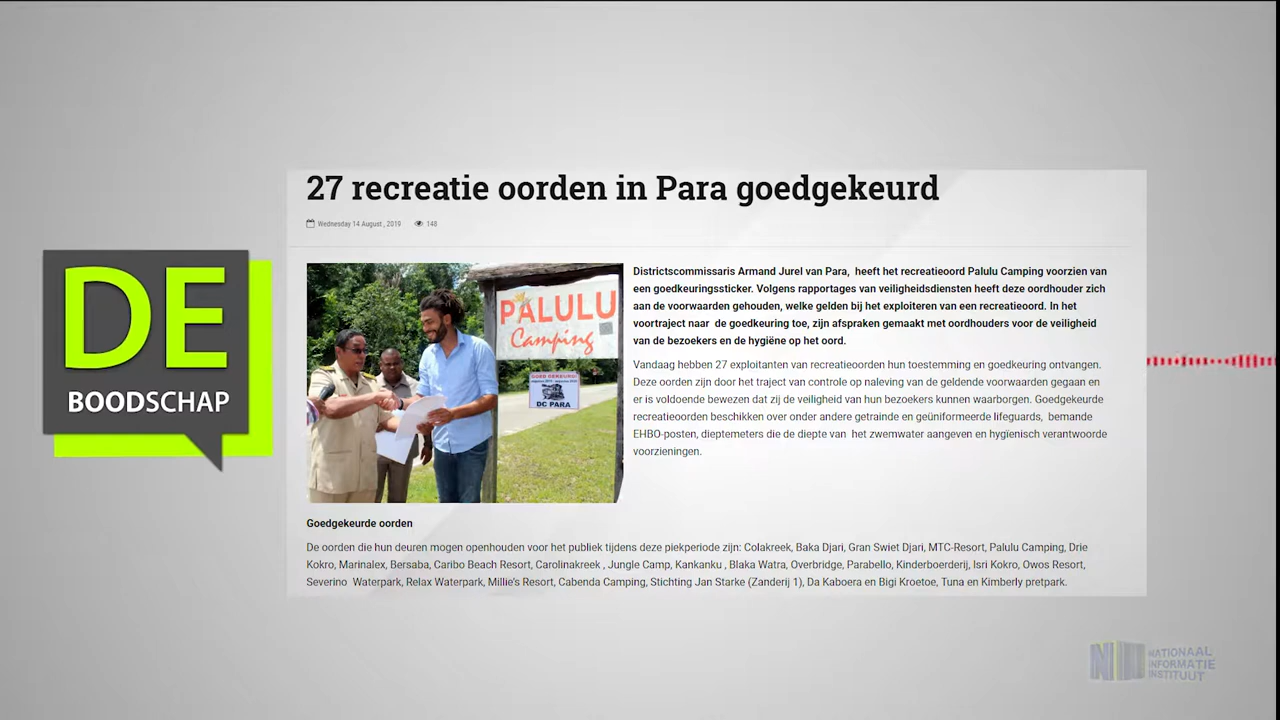 27 recreatie oorden in Para goedgekeurd
Wednesday 14 August , 2019 148
DE
BOODSCHAP
PALULU
Camping
DC PARA
Districtscommissaris Armand Jurel van Para, heeft het recreatieoord Palulu Camping voorzien van
een goedkeuringssticker. Volgens rapportages van veiligheidsdiensten heeft deze oordhouder zich
aan de voorwaarden gehouden, welke gelden bij het exploiteren van een recreatieoord. In het
voortraject naar de goedkeuring toe, zijn afspraken gemaakt met oordhouders voor de veiligheid
van de bezoekers en de hygiëne op het oord.
Vandaag hebben 27 exploitanten van recreatieoorden hun toestemming en goedkeuring ontvangen.
Deze oorden zijn door het traject van controle op naleving van de geldende voorwaarden gegaan en
er is voldoende bewezen dat zij de veiligheid van hun bezoekers kunnen waarborgen. Goedgekeurde
recreatieoorden beschikken over onder andere getrainde en geüniformeerde lifeguards, bemande
EHBO-posten, dieptemeters die de diepte van het zwemwater aangeven en hygïenisch verantwoorde
voorzieningen.
Goedgekeurde oorden
De oorden die hun deuren mogen openhouden voor het publiek tijdens deze piekperiode zijn: Colakreek, Baka Djari, Gran Swiet Djari, MTC-Resort, Palulu Camping, Drie
Kokro, Marinalex, Bersaba, Caribo Beach Resort, Carolinakreek , Jungle Camp, Kankanku , Blaka Watra, Overbridge, Parabello, Kinderboerderij, Isri Kokro, Owos Resort,
Severino Waterpark, Relax Waterpark, Millie's Resort, Cabenda Camping, Stichting Jan Starke (Zanderij 1), Da Kaboera en Bigi Kroetoe, Tuna en Kimberly pretpark.
NATIONAAL
INFORMATIE
INSTITUUT